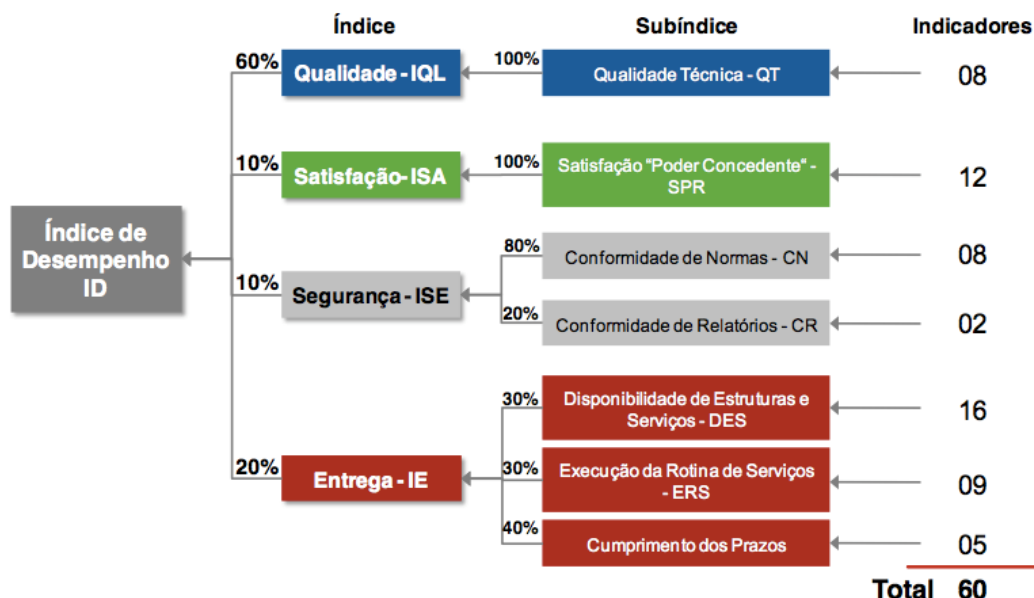 Índice Subíndice Indicadores
60% Qualidade - IQL 100% Qualidade Técnica - QT 08
10% Satisfação- ISA 100% Satisfação "Poder Concedente" -
SPR 12
Índice de
Desempenho
ID
10% Segurança - ISE
80% Conformidade de Normas - CN 08
20% Conformidade de Relatórios - CR 02
20% Entrega - IE
30% Disponibilidade de Estruturas e
Serviços - DES 16
30% Execução da Rotina de Serviços
- ERS 09
40% Cumprimento dos Prazos 05
Total 60